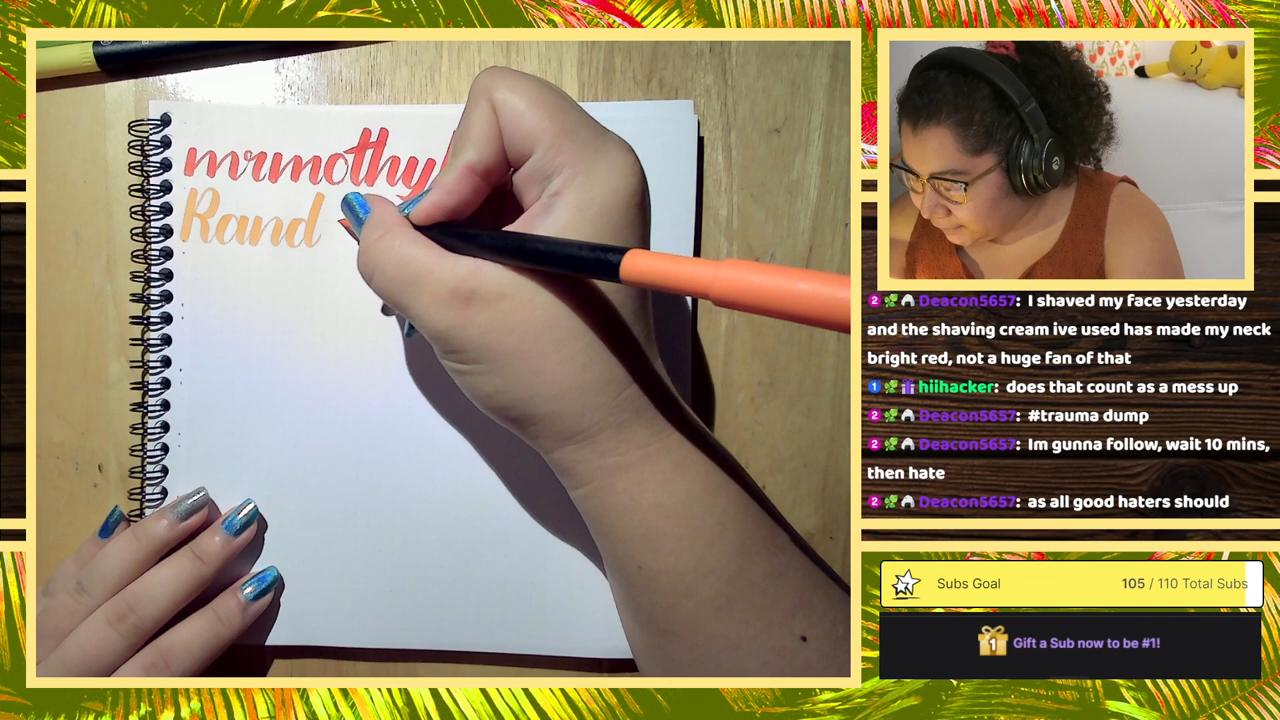 mrmothy
Rand
Deacon5657: I shaved my face yesterday
and the shaving cream ive used has made my neck
bright red, not a huge fan of that
hiihacker: does that count as a mess up
Deacon5657: #trauma dump
Deacon5657: Im gunna follow, wait 10 mins,
then hate
Deacon5657: as all good haters should
Subs Goal 105 / 110 Total Subs
1 Gift a Sub now to be #1!